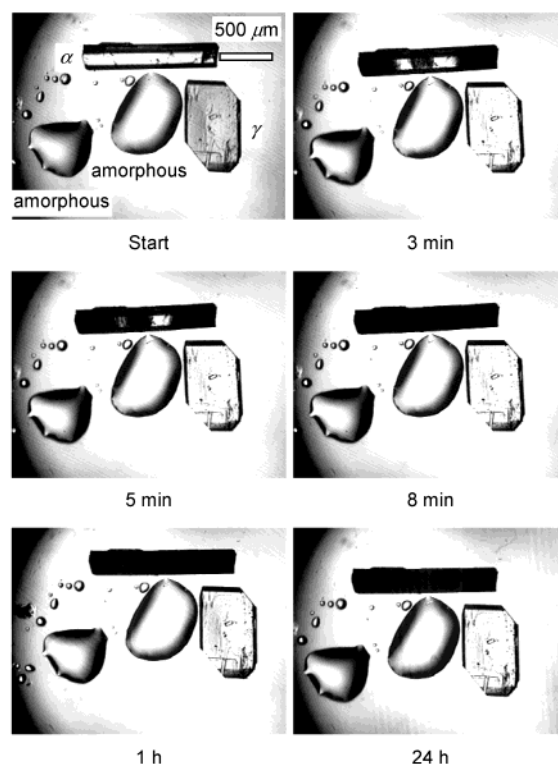 α
500 μm
γ
amorphous
amorphous
Start
3 min
5 min
8 min
1 h
24 h